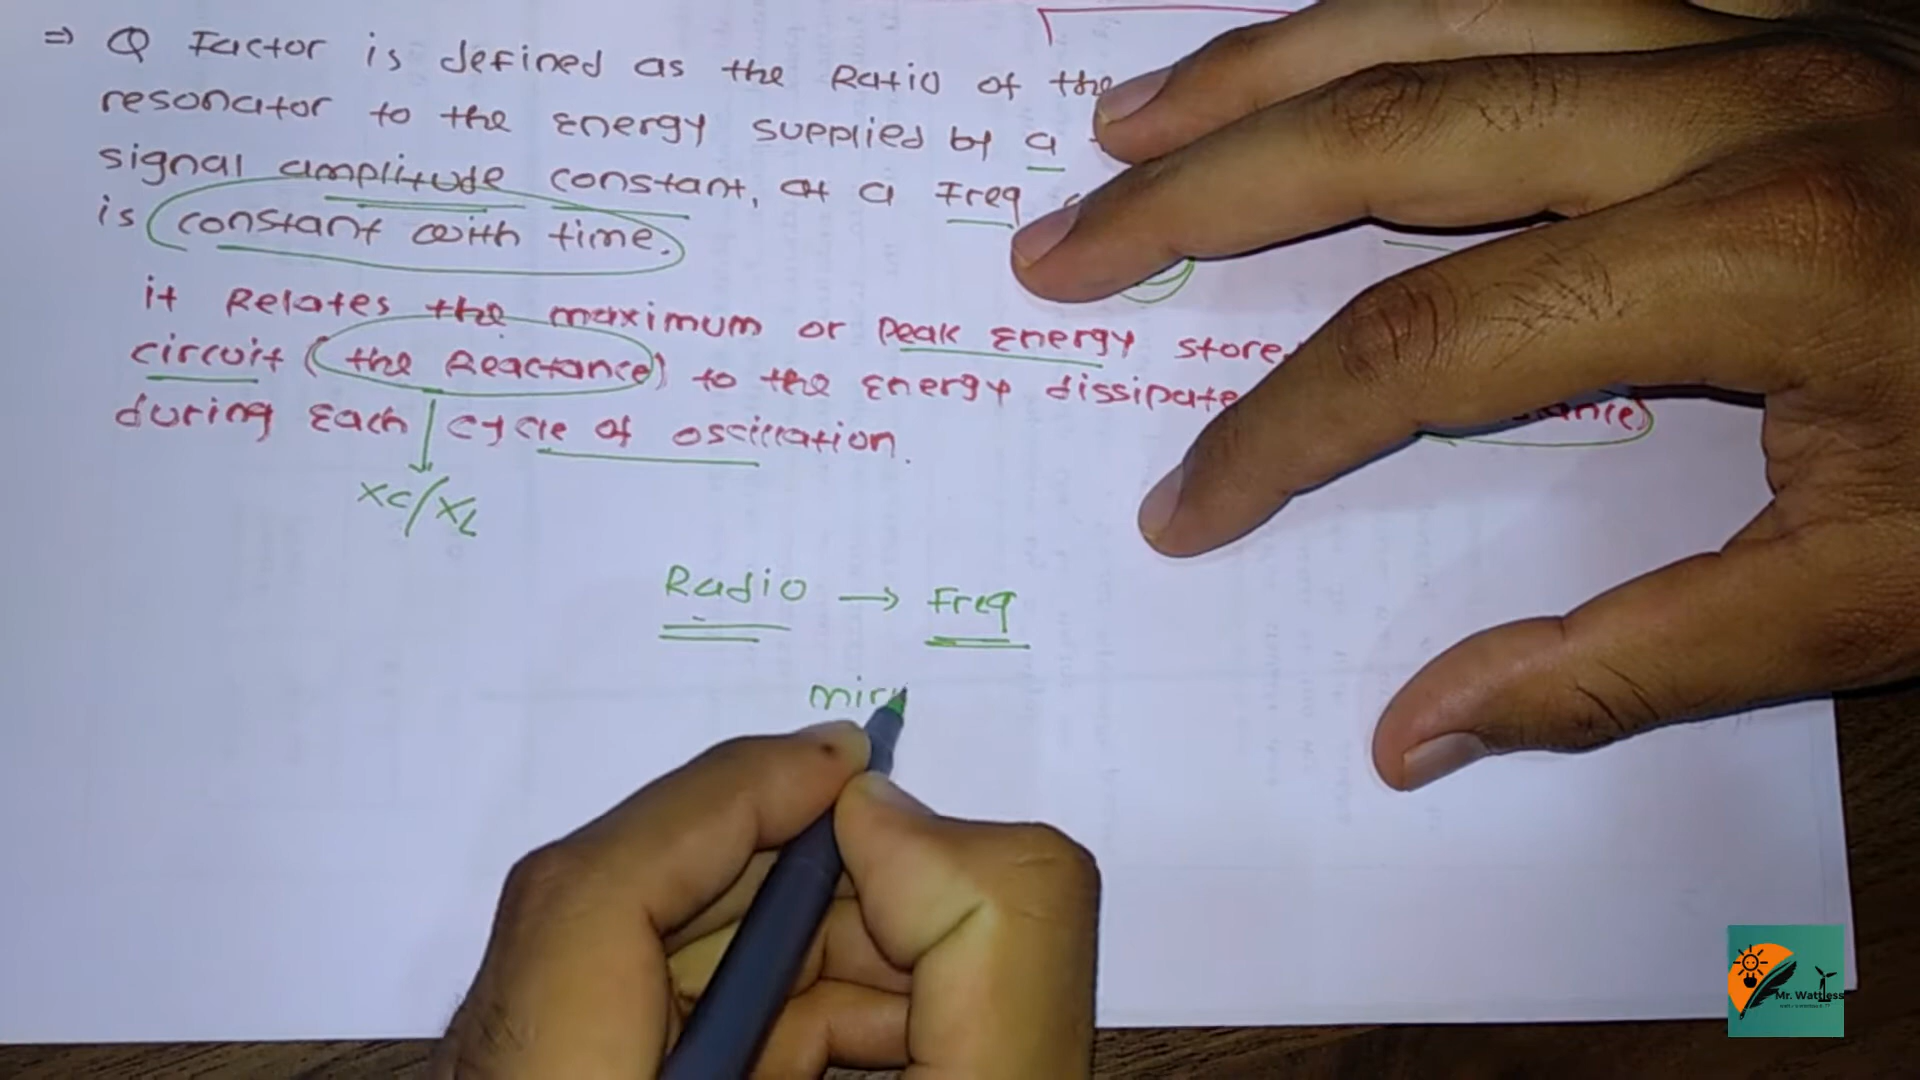 ⇒ Q Factor is defined as the Ratio of the
resonator to the Energy supplied by a
signal amplitude constant, at a Freq
is constant with time.
it Relates the maximum or peak Energy store
circuit (the Reactance) to the Energy dissipate
during Each cycle of oscillation.
XC/XL
Radio → Freq
Mr. Wattless